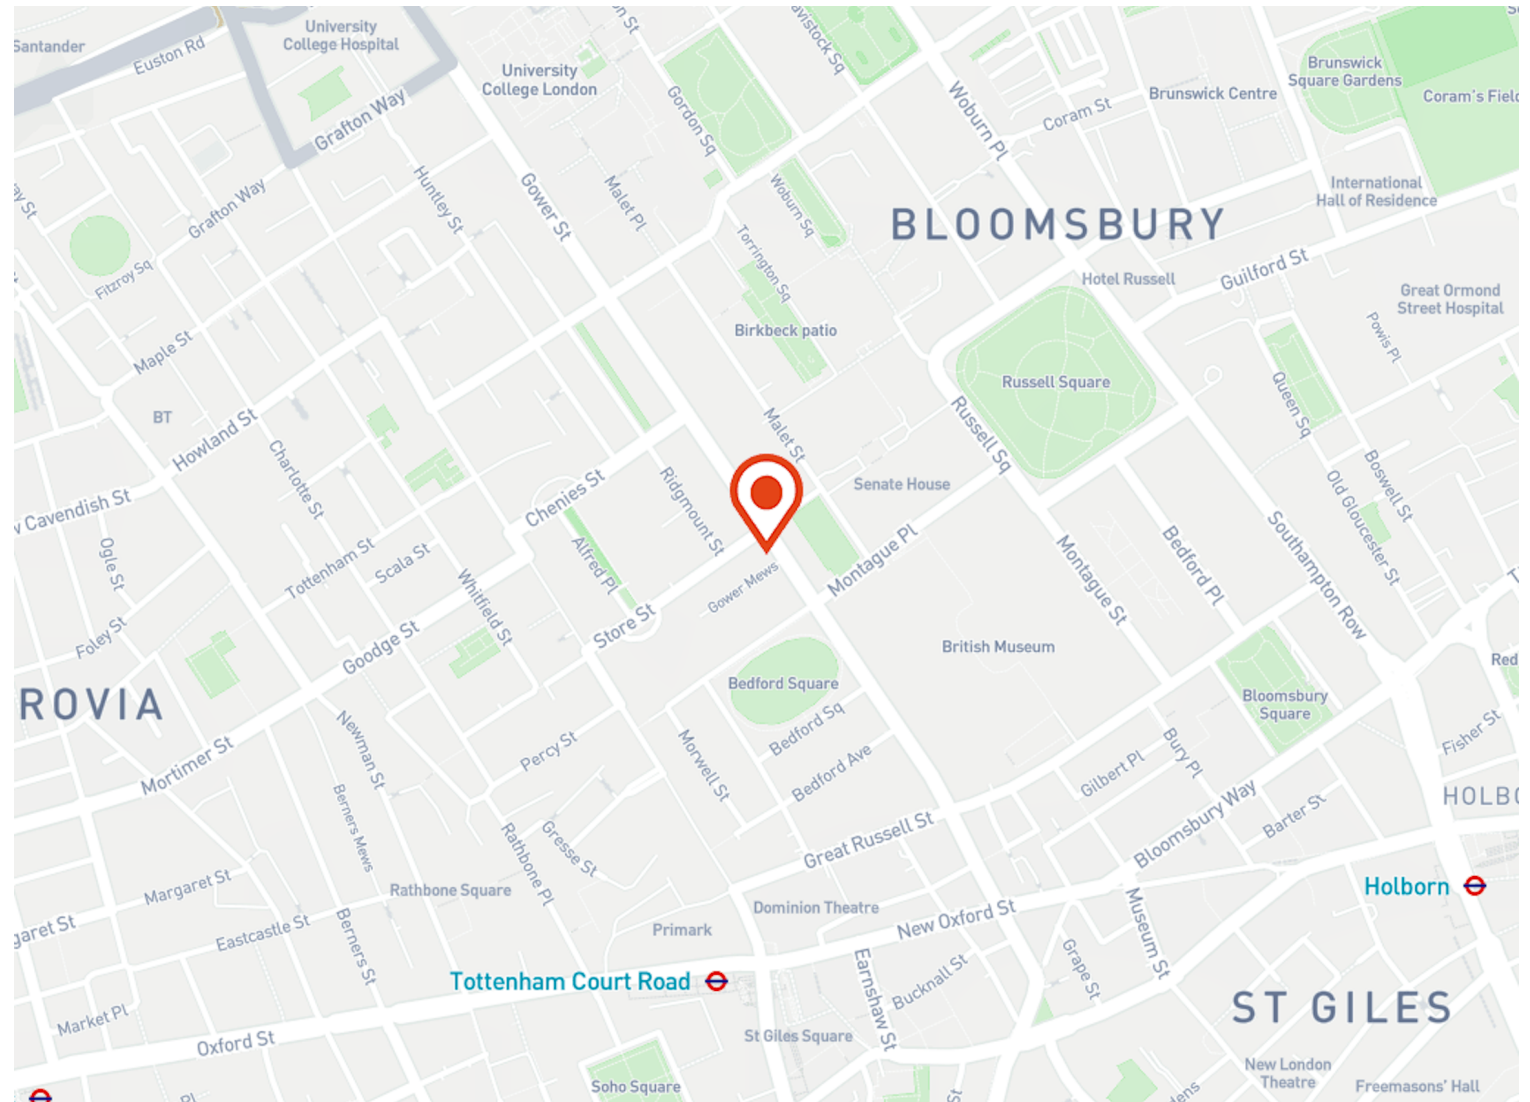 Santander
Euston Rd
University
College Hospital
Grafton Way
University
College London
Gordon Sq
Woburn Pl
Coram St
Brunswick Centre
Brunswick
Square Gardens
Coram's Field
Grafton Way
Huntley St
Gower St
Malet Pl
Woburn Sq
BLOOMSBURY
International
Hall of Residence
Fitzroy Sq
Torrington Sq
Hotel Russell
Guilford St
Great Ormond
Street Hospital
Maple St
Birkbeck patio
Powis Pl
Russell Square
BT
Howland St
Charlotte St
Malet St
Russell Sq
Queen Sq
Boswell St
Old Gloucester St
w Cavendish St
Chenies St
Ridgmount St
Senate House
Ogle St
Tottenham St
Scala St
Alfred Pl
Gower Mews
Montague Pl
Montague St
Bedford Pl
Southampton Row
Whitfield St
Foley St
Goodge St
Store St
British Museum
Red
ROVIA
Bedford Square
Bedford Sq
Bloomsbury
Square
Newman St
Mortimer St
Percy St
Morwell St
Bedford Ave
Bury Pl
Gilbert Pl
Fisher St
Berners Mews
Bloomsbury Way
Barter St
HOLBO
Rathbone Pl
Gresse St
Great Russell St
Margaret St
Rathbone Square
Dominion Theatre
Museum St
Holborn
garet St
Eastcastle St
Berners St
Primark
New Oxford St
Grape St
Tottenham Court Road
Earnshaw St
Bucknall St
Market Pl
Oxford St
St Giles Square
ST GILES
Soho Square
New London
Theatre
Freemasons' Hall